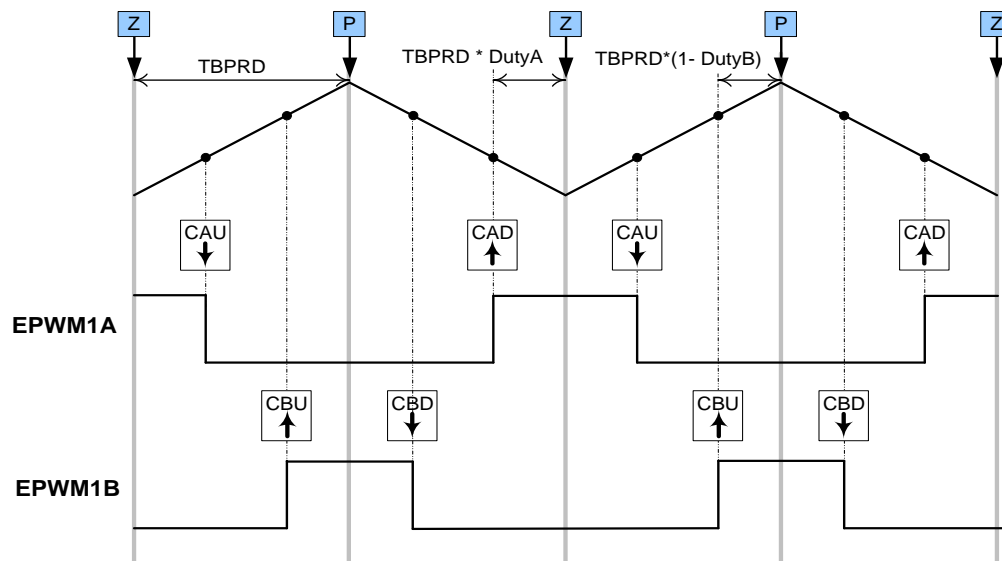 Z P Z P Z
TBPRD TBPRD * DutyA TBPRD*(1- DutyB)
CAU CAD CAU CAD
EPWM1A
CBU CBD CBU CBD
EPWM1B